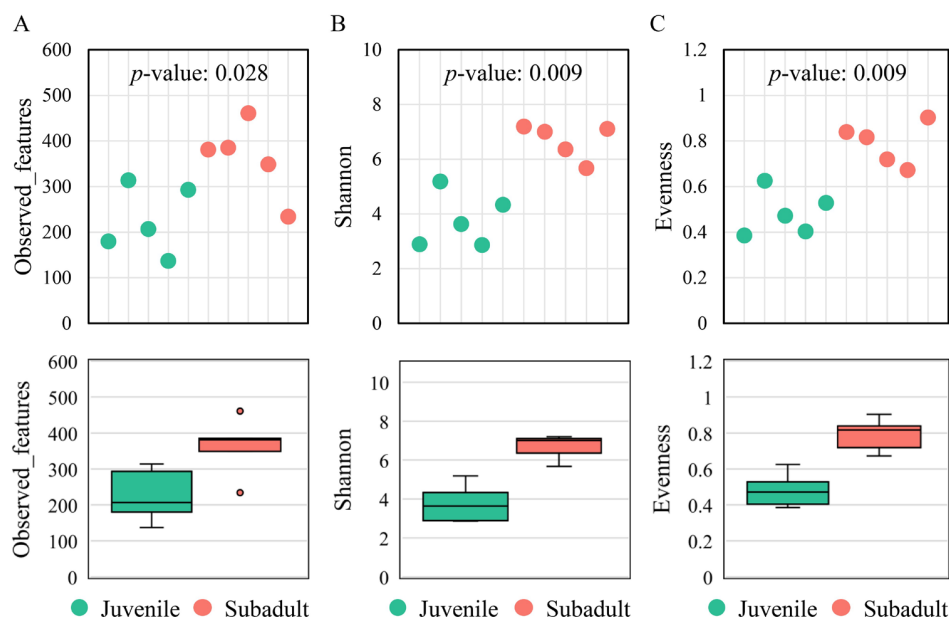 A
B
C
600
500
400
300
200
100
0
Observed_features
p-value: 0.028
10
8
6
4
2
0
Shannon
p-value: 0.009
1.2
1
0.8
0.6
0.4
0.2
0
Evenness
p-value: 0.009
600
500
400
300
200
100
0
Observed_features
10
8
6
4
2
0
Shannon
1.2
1
0.8
0.6
0.4
0.2
0
Evenness
Juvenile Subadult
Juvenile Subadult
Juvenile Subadult